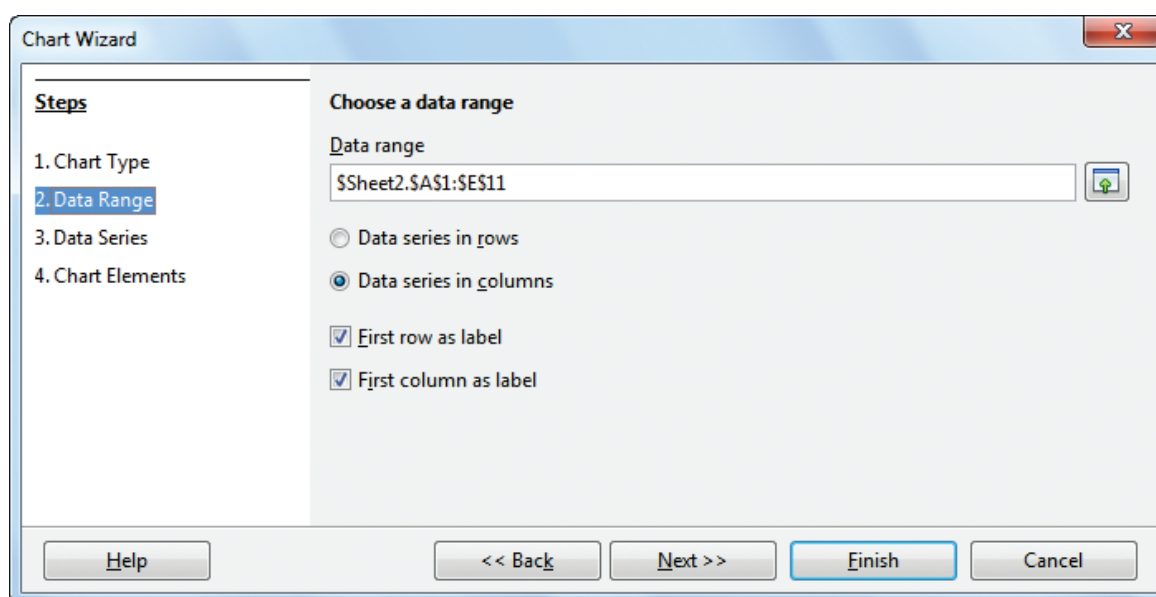 Chart Wizard
Steps
1. Chart Type
2. Data Range
3. Data Series
4. Chart Elements
Choose a data range
Data range
$Sheet2.$A$1:$E$11
Data series in rows
Data series in columns
First row as label
First column as label
Help
<< Back
Next >>
Finish
Cancel